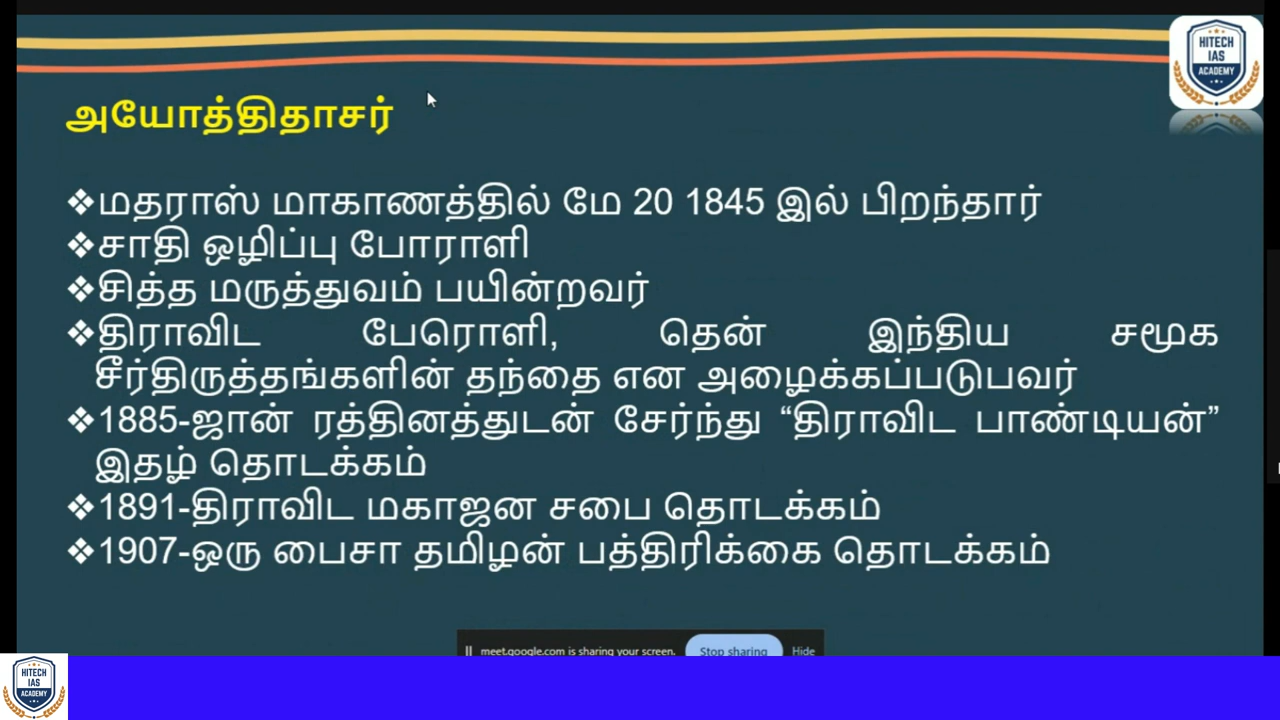 HITECH
IAS
ACADEMY
அயோத்திதாசர்
❖மதராஸ் மாகாணத்தில் மே 20 1845 இல் பிறந்தார்
❖சாதி ஒழிப்பு போராளி
❖சித்த மருத்துவம் பயின்றவர்
❖திராவிட பேரொளி, தென் இந்திய சமூக
சீர்திருத்தங்களின் தந்தை என அழைக்கப்படுபவர்
❖1885-ஜான் ரத்தினத்துடன் சேர்ந்து “திராவிட பாண்டியன்”
இதழ் தொடக்கம்
❖1891-திராவிட மகாஜன சபை தொடக்கம்
❖1907-ஒரு பைசா தமிழன் பத்திரிக்கை தொடக்கம்
meet.google.com is sharing your screen. Stop sharing Hide
HITECH
IAS
ACADEMY